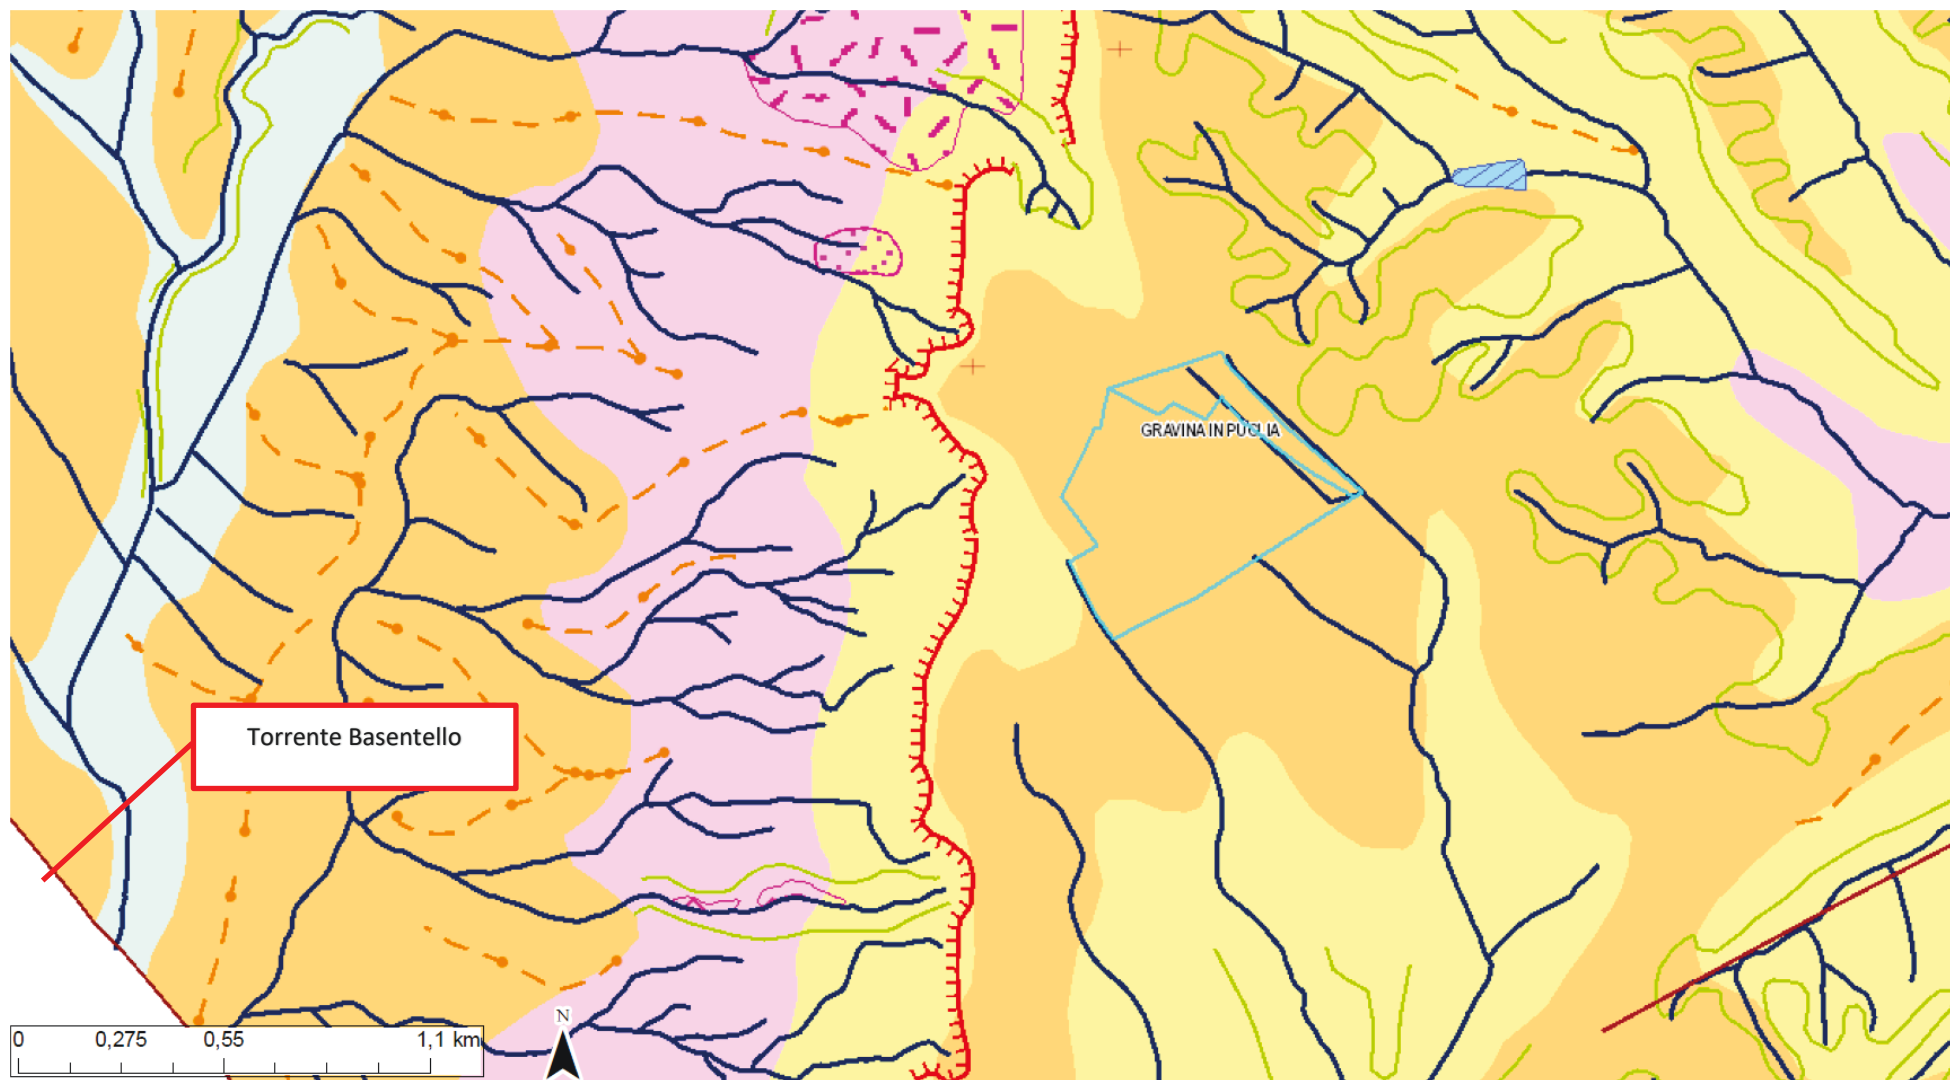 GRAVINA IN PUGLIA
Torrente Basentello
N
0 0,275 0,55 1,1 km